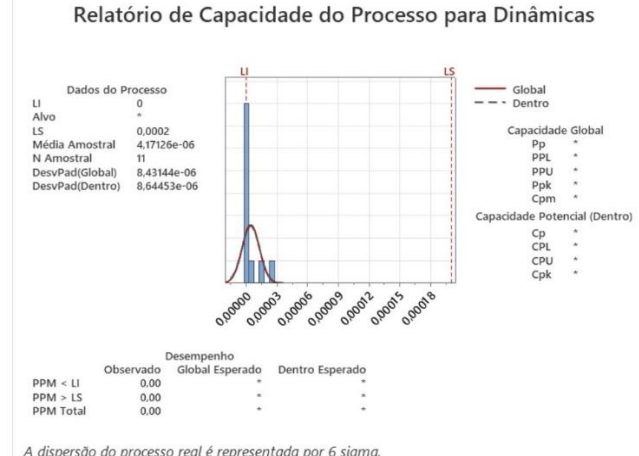 Relatório de Capacidade do Processo para Dinâmicas
LI
LS
Dados do Processo
LI 0
Alvo *
LS 0,0002
Média Amostral 4,17126e-06
N Amostral 11
DesvPad(Global) 8,43144e-06
DesvPad(Dentro) 8,64453e-06
Global
Dentro
Capacidade Global
Pp *
PPL *
PPU *
Ppk *
Cpm *
Capacidade Potencial (Dentro)
Cp *
CPL *
CPU *
Cpk *
0,00000 0,00003 0,00006 0,00009 0,00012 0,00015 0,00018
Desempenho
Observado Global Esperado Dentro Esperado
PPM < LI 0,00 * *
PPM > LS 0,00 * *
PPM Total 0,00 * *
A dispersão do processo real é representada por 6 sigma.